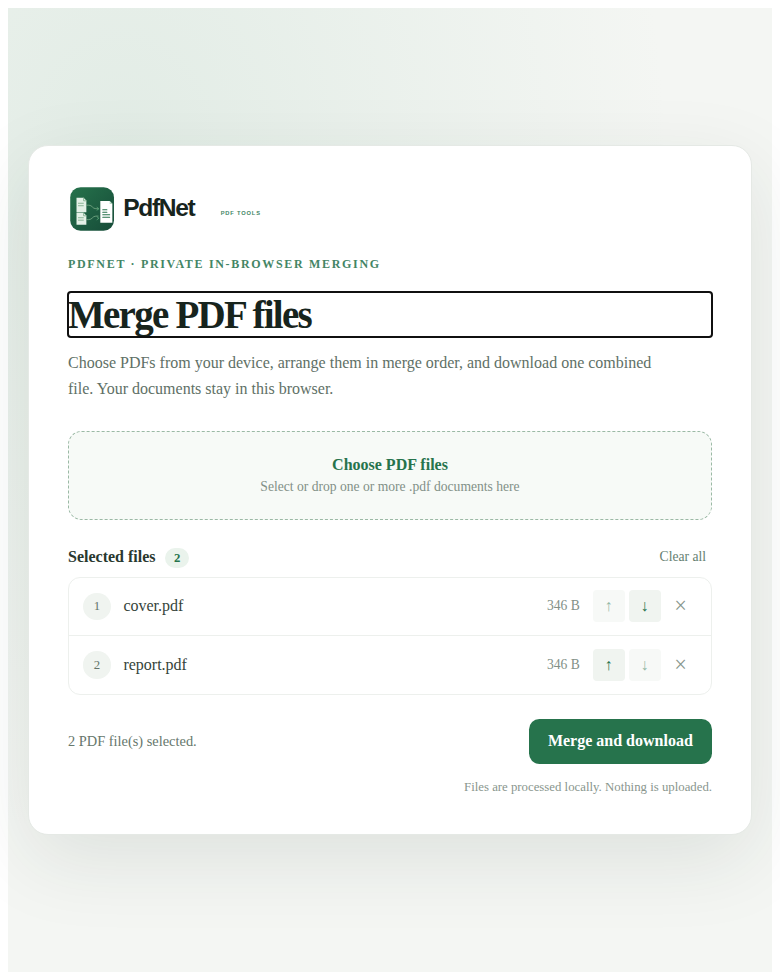 PdfNet PDF TOOLS
PDFNET · PRIVATE IN-BROWSER MERGING
Merge PDF files
Choose PDFs from your device, arrange them in merge order, and download one combined
file. Your documents stay in this browser.
Choose PDF files
Select or drop one or more .pdf documents here
Selected files 2 Clear all
1 cover.pdf 346 B ↑ ↓ ×
2 report.pdf 346 B ↑ ↓ ×
2 PDF file(s) selected. Merge and download
Files are processed locally. Nothing is uploaded.